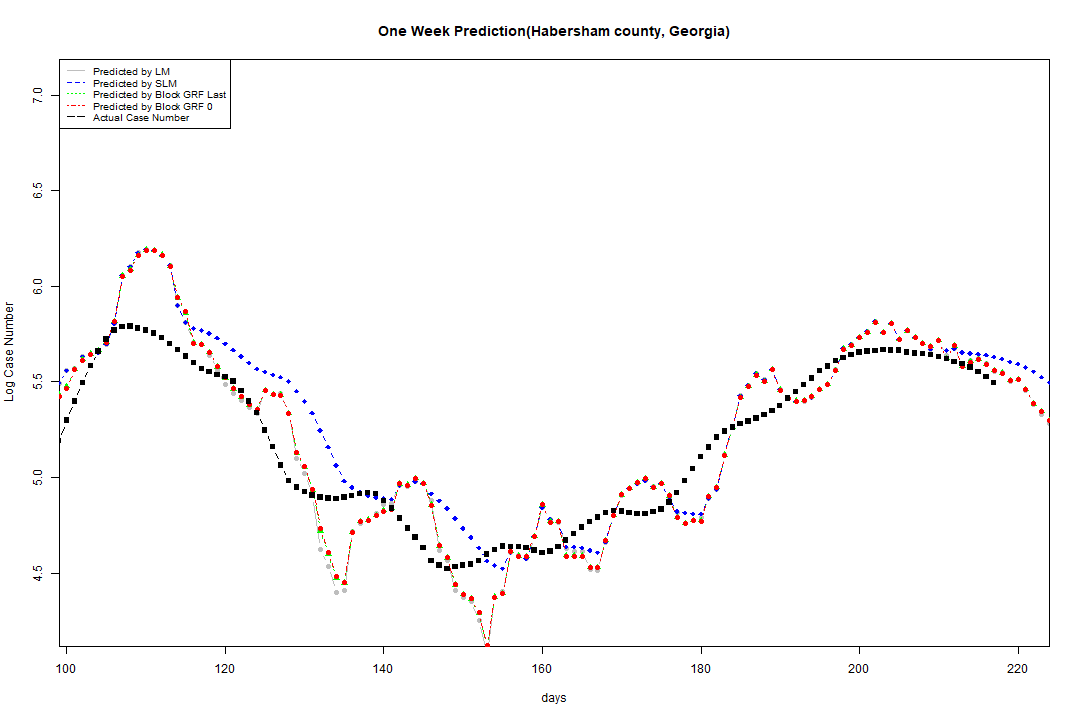 One Week Prediction(Habersham county, Georgia)
Predicted by LM
Predicted by SLM
Predicted by Block GRF Last
Predicted by Block GRF 0
Actual Case Number
Log Case Number
7.0
6.5
6.0
5.5
5.0
4.5
100 120 140 160 180 200 220
days